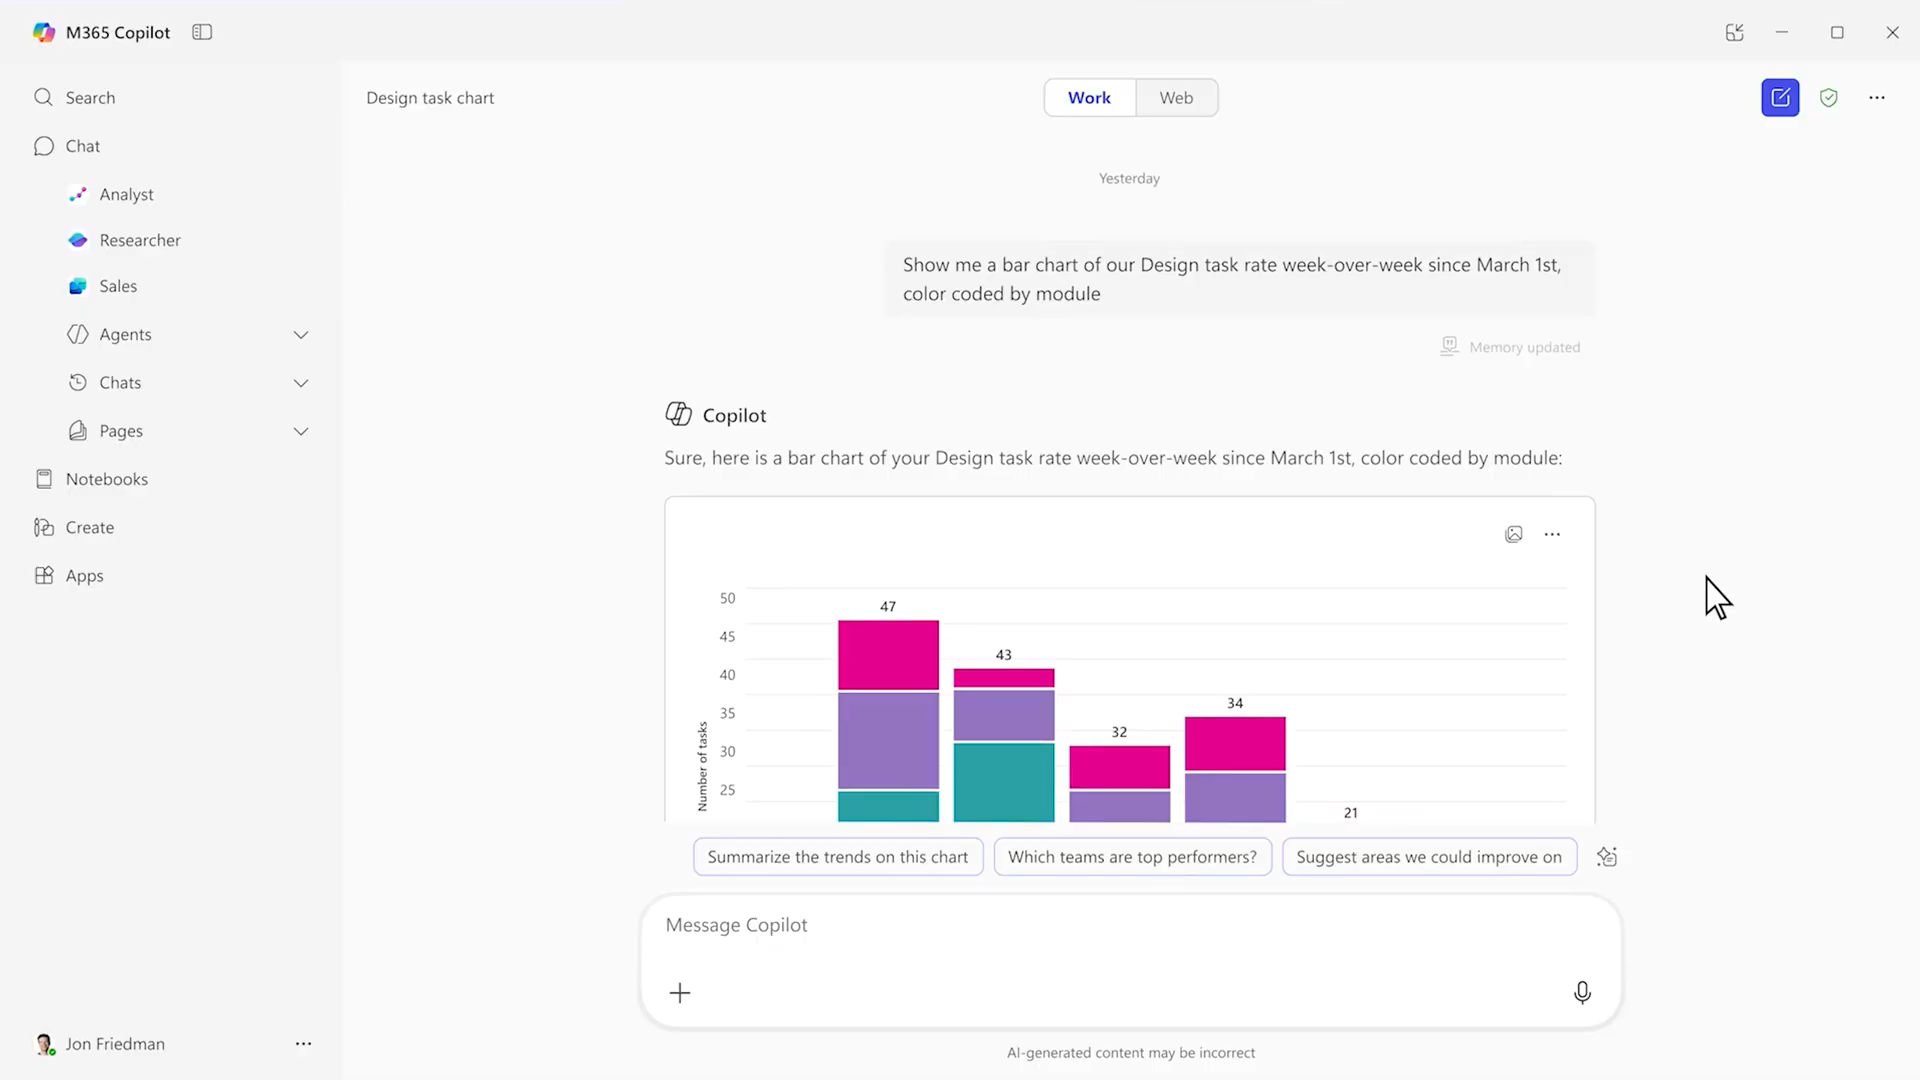 M365 Copilot
Search
Chat
Analyst
Researcher
Sales
Agents
Chats
Pages
Notebooks
Create
Apps
Jon Friedman
Design task chart
Work
Web
Yesterday
Show me a bar chart of our Design task rate week-over-week since March 1st,
color coded by module
Memory updated
Copilot
Sure, here is a bar chart of your Design task rate week-over-week since March 1st, color coded by module:
Number of tasks
50
45
40
35
30
25
47
43
32
34
21
Summarize the trends on this chart
Which teams are top performers?
Suggest areas we could improve on
Message Copilot
AI-generated content may be incorrect